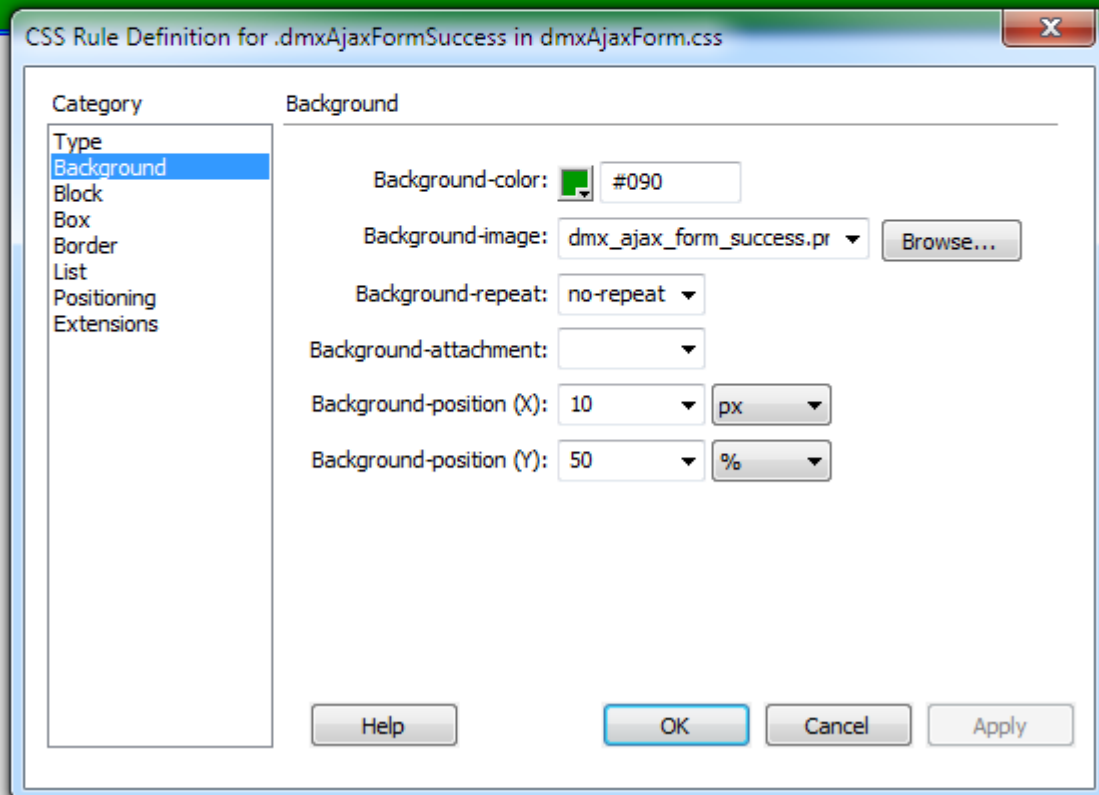 CSS Rule Definition for .dmxAjaxFormSuccess in dmxAjaxForm.css
Category
Type
Background
Block
Box
Border
List
Positioning
Extensions
Background
Background-color: #090
Background-image: dmx_ajax_form_success.pr Browse...
Background-repeat: no-repeat
Background-attachment:
Background-position (X): 10 px
Background-position (Y): 50 %
Help OK Cancel Apply